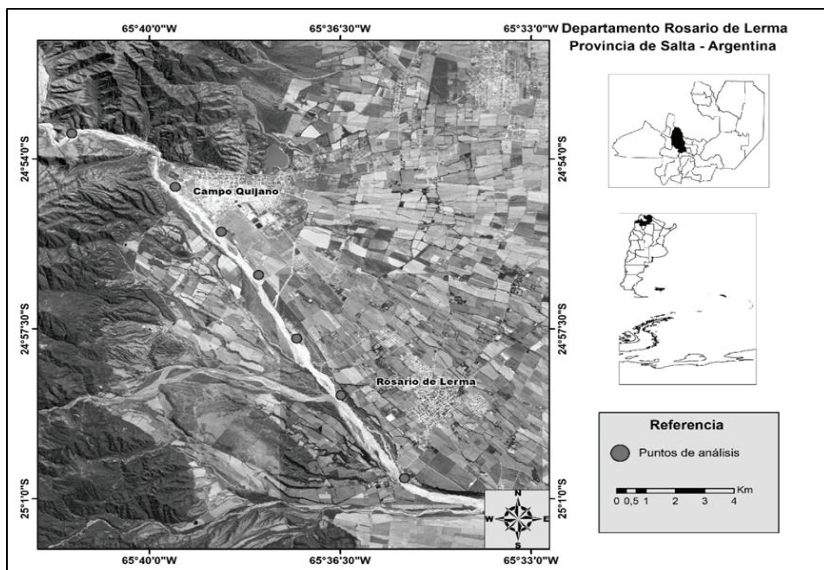 65°40'0"W 65°36'30"W 65°33'0"W
Departamento Rosario de Lerma
Provincia de Salta - Argentina
24°54'0"S
24°54'0"S
Campo Quijano
24°57'30"S
24°57'30"S
Rosario de Lerma
25°1'0"S
25°1'0"S
N
W E
S
65°40'0"W 65°36'30"W 65°33'0"W
Referencia
Puntos de análisis
Km
0 0,5 1 2 3 4